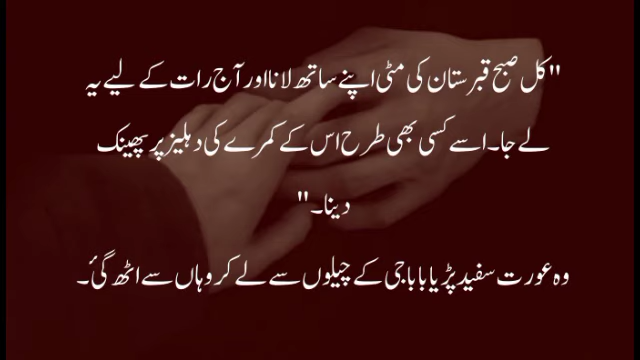 "کل صبح قبرستان کی مٹی اپنے ساتھ لانا اور آج رات کے لیے یہ
لے جا۔ اسے کسی بھی طرح اس کے کمرے کی دہلیز پر پھینک
دینا۔"
وہ عورت سفید پڑیا بابا جی کے چیلوں سے لے کر وہاں سے اٹھ گئ۔